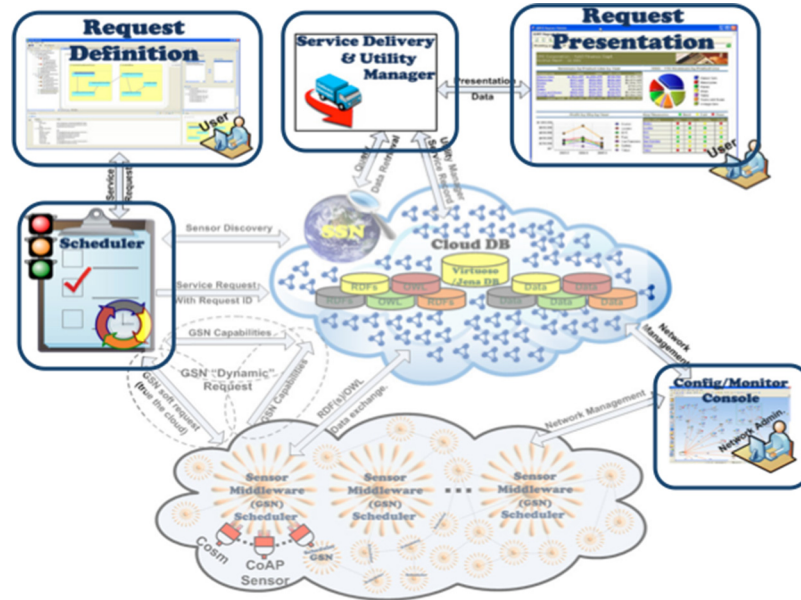 Request
Definition
User
Service Delivery
& Utility
Manager
Request
Presentation
User
Presentation
Data
Service
Request
Query
Data Retrieval
Utility Manager
Service Record
Scheduler
Sensor Discovery
SSN
Cloud DB
Virtuoso
/Jena DB
RDFs
OWL
Data
Data
RDFs
OWL
RDFs
Data
Data
Data
Service Request
With Request ID
GSN Capabilities
GSN "Dynamic"
Request
GSN Capabilities
GSN soft request
(true the cloud)
RDF(s)/OWL
Data exchange.
Network
Management
Network Management
Config/Monitor
Console
Network Admin.
Sensor
Middleware
(GSN)
Scheduler
Sensor
Middleware
(GSN)
Scheduler
...
Sensor
Middleware
(GSN)
Scheduler
Cosm
CoAP
Sensor
GSN